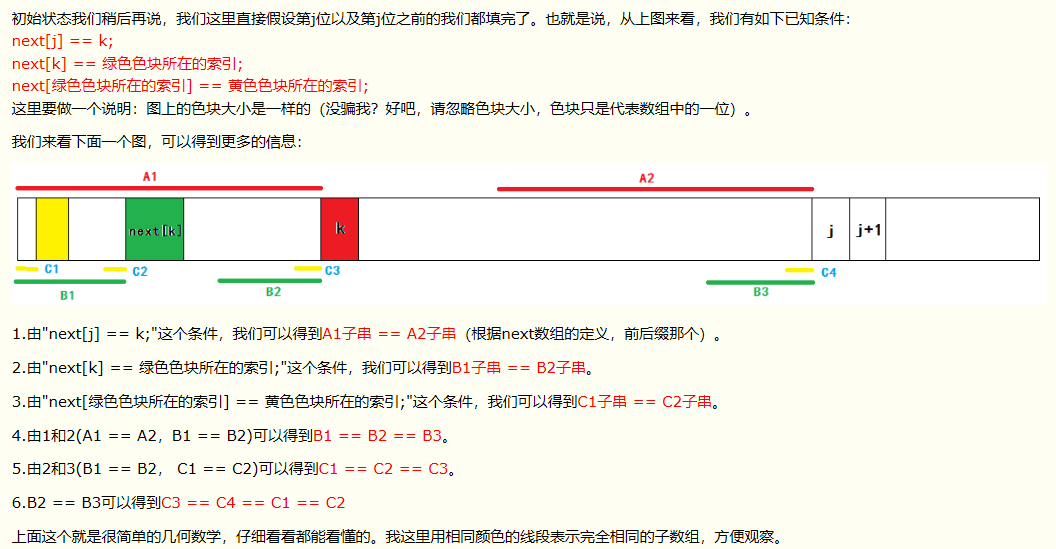 初始状态我们稍后再说，我们这里直接假设第j位以及第j位之前的我们都填完了。也就是说，从上图来看，我们有如下已知条件：
next[j] == k;
next[k] == 绿色色块所在的索引;
next[绿色色块所在的索引] == 黄色色块所在的索引;
这里要做一个说明：图上的色块大小是一样的（没骗我？好吧，请忽略色块大小，色块只是代表数组中的一位）。
我们来看下面一个图，可以得到更多的信息：
A1
A2
next[k]
k
j
j+1
C1
C2
C3
C4
B1
B2
B3
1.由"next[j] == k;"这个条件，我们可以得到A1子串 == A2子串（根据next数组的定义，前后缀那个）。
2.由"next[k] == 绿色色块所在的索引;"这个条件，我们可以得到B1子串 == B2子串。
3.由"next[绿色色块所在的索引] == 黄色色块所在的索引;"这个条件，我们可以得到C1子串 == C2子串。
4.由1和2(A1 == A2，B1 == B2)可以得到B1 == B2 == B3。
5.由2和3(B1 == B2， C1 == C2)可以得到C1 == C2 == C3。
6.B2 == B3可以得到C3 == C4 == C1 == C2
上面这个就是很简单的几何数学，仔细看看都能看懂的。我这里用相同颜色的线段表示完全相同的子数组，方便观察。